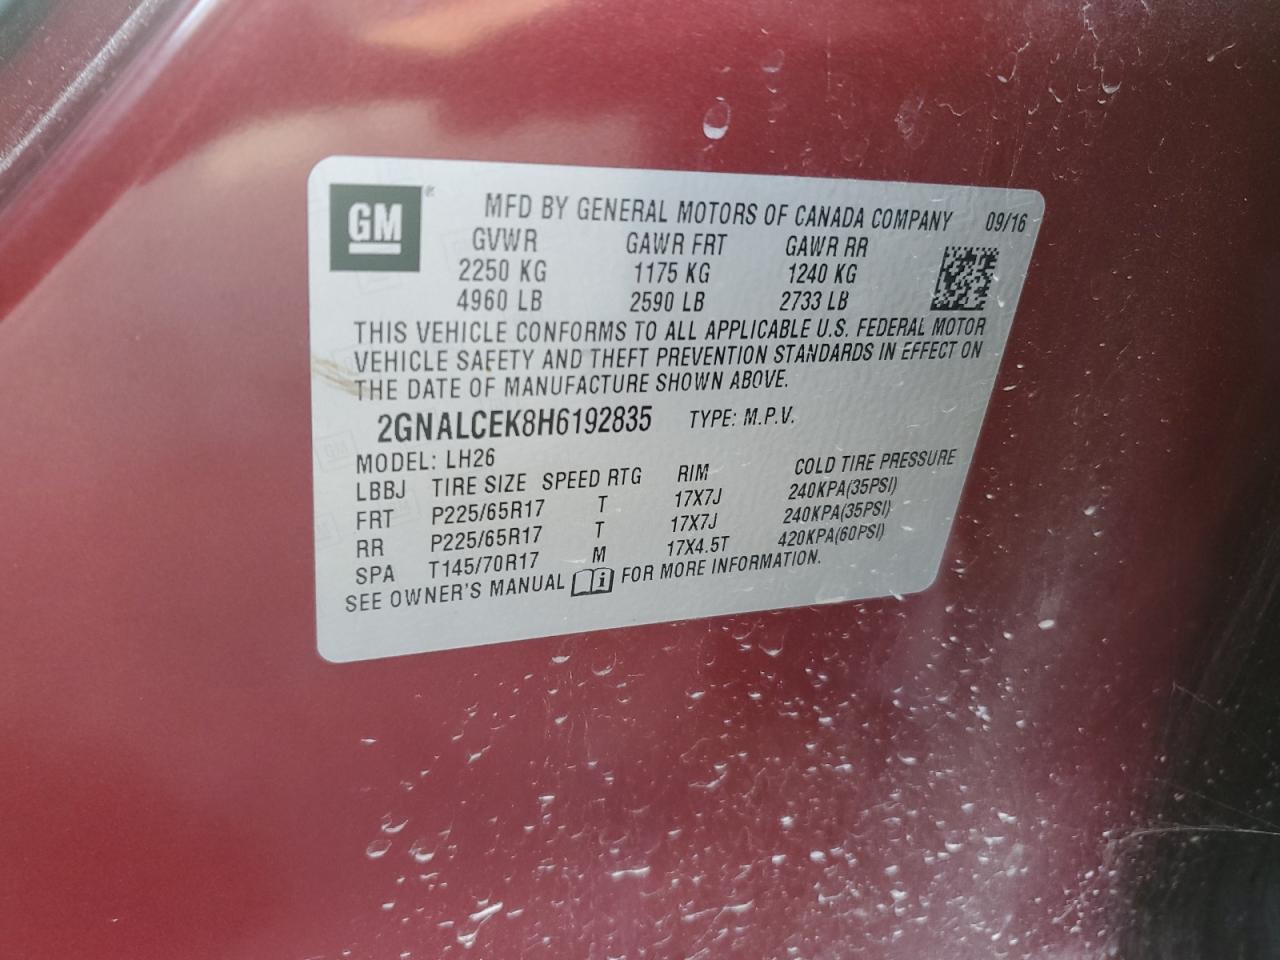 GM®
MFD BY GENERAL MOTORS OF CANADA COMPANY 09/16
GVWR GAWR FRT GAWR RR
2250 KG 1175 KG 1240 KG
4960 LB 2590 LB 2733 LB
THIS VEHICLE CONFORMS TO ALL APPLICABLE U.S. FEDERAL MOTOR
VEHICLE SAFETY AND THEFT PREVENTION STANDARDS IN EFFECT ON
THE DATE OF MANUFACTURE SHOWN ABOVE.
2GNALCEK8H6192835 TYPE: M.P.V.
MODEL: LH26
LBBJ TIRE SIZE SPEED RTG RIM COLD TIRE PRESSURE
FRT P225/65R17 T 17X7J 240KPA(35PSI)
RR P225/65R17 T 17X7J 240KPA(35PSI)
SPA T145/70R17 M 17X4.5T 420KPA(60PSI)
SEE OWNER'S MANUAL i FOR MORE INFORMATION.